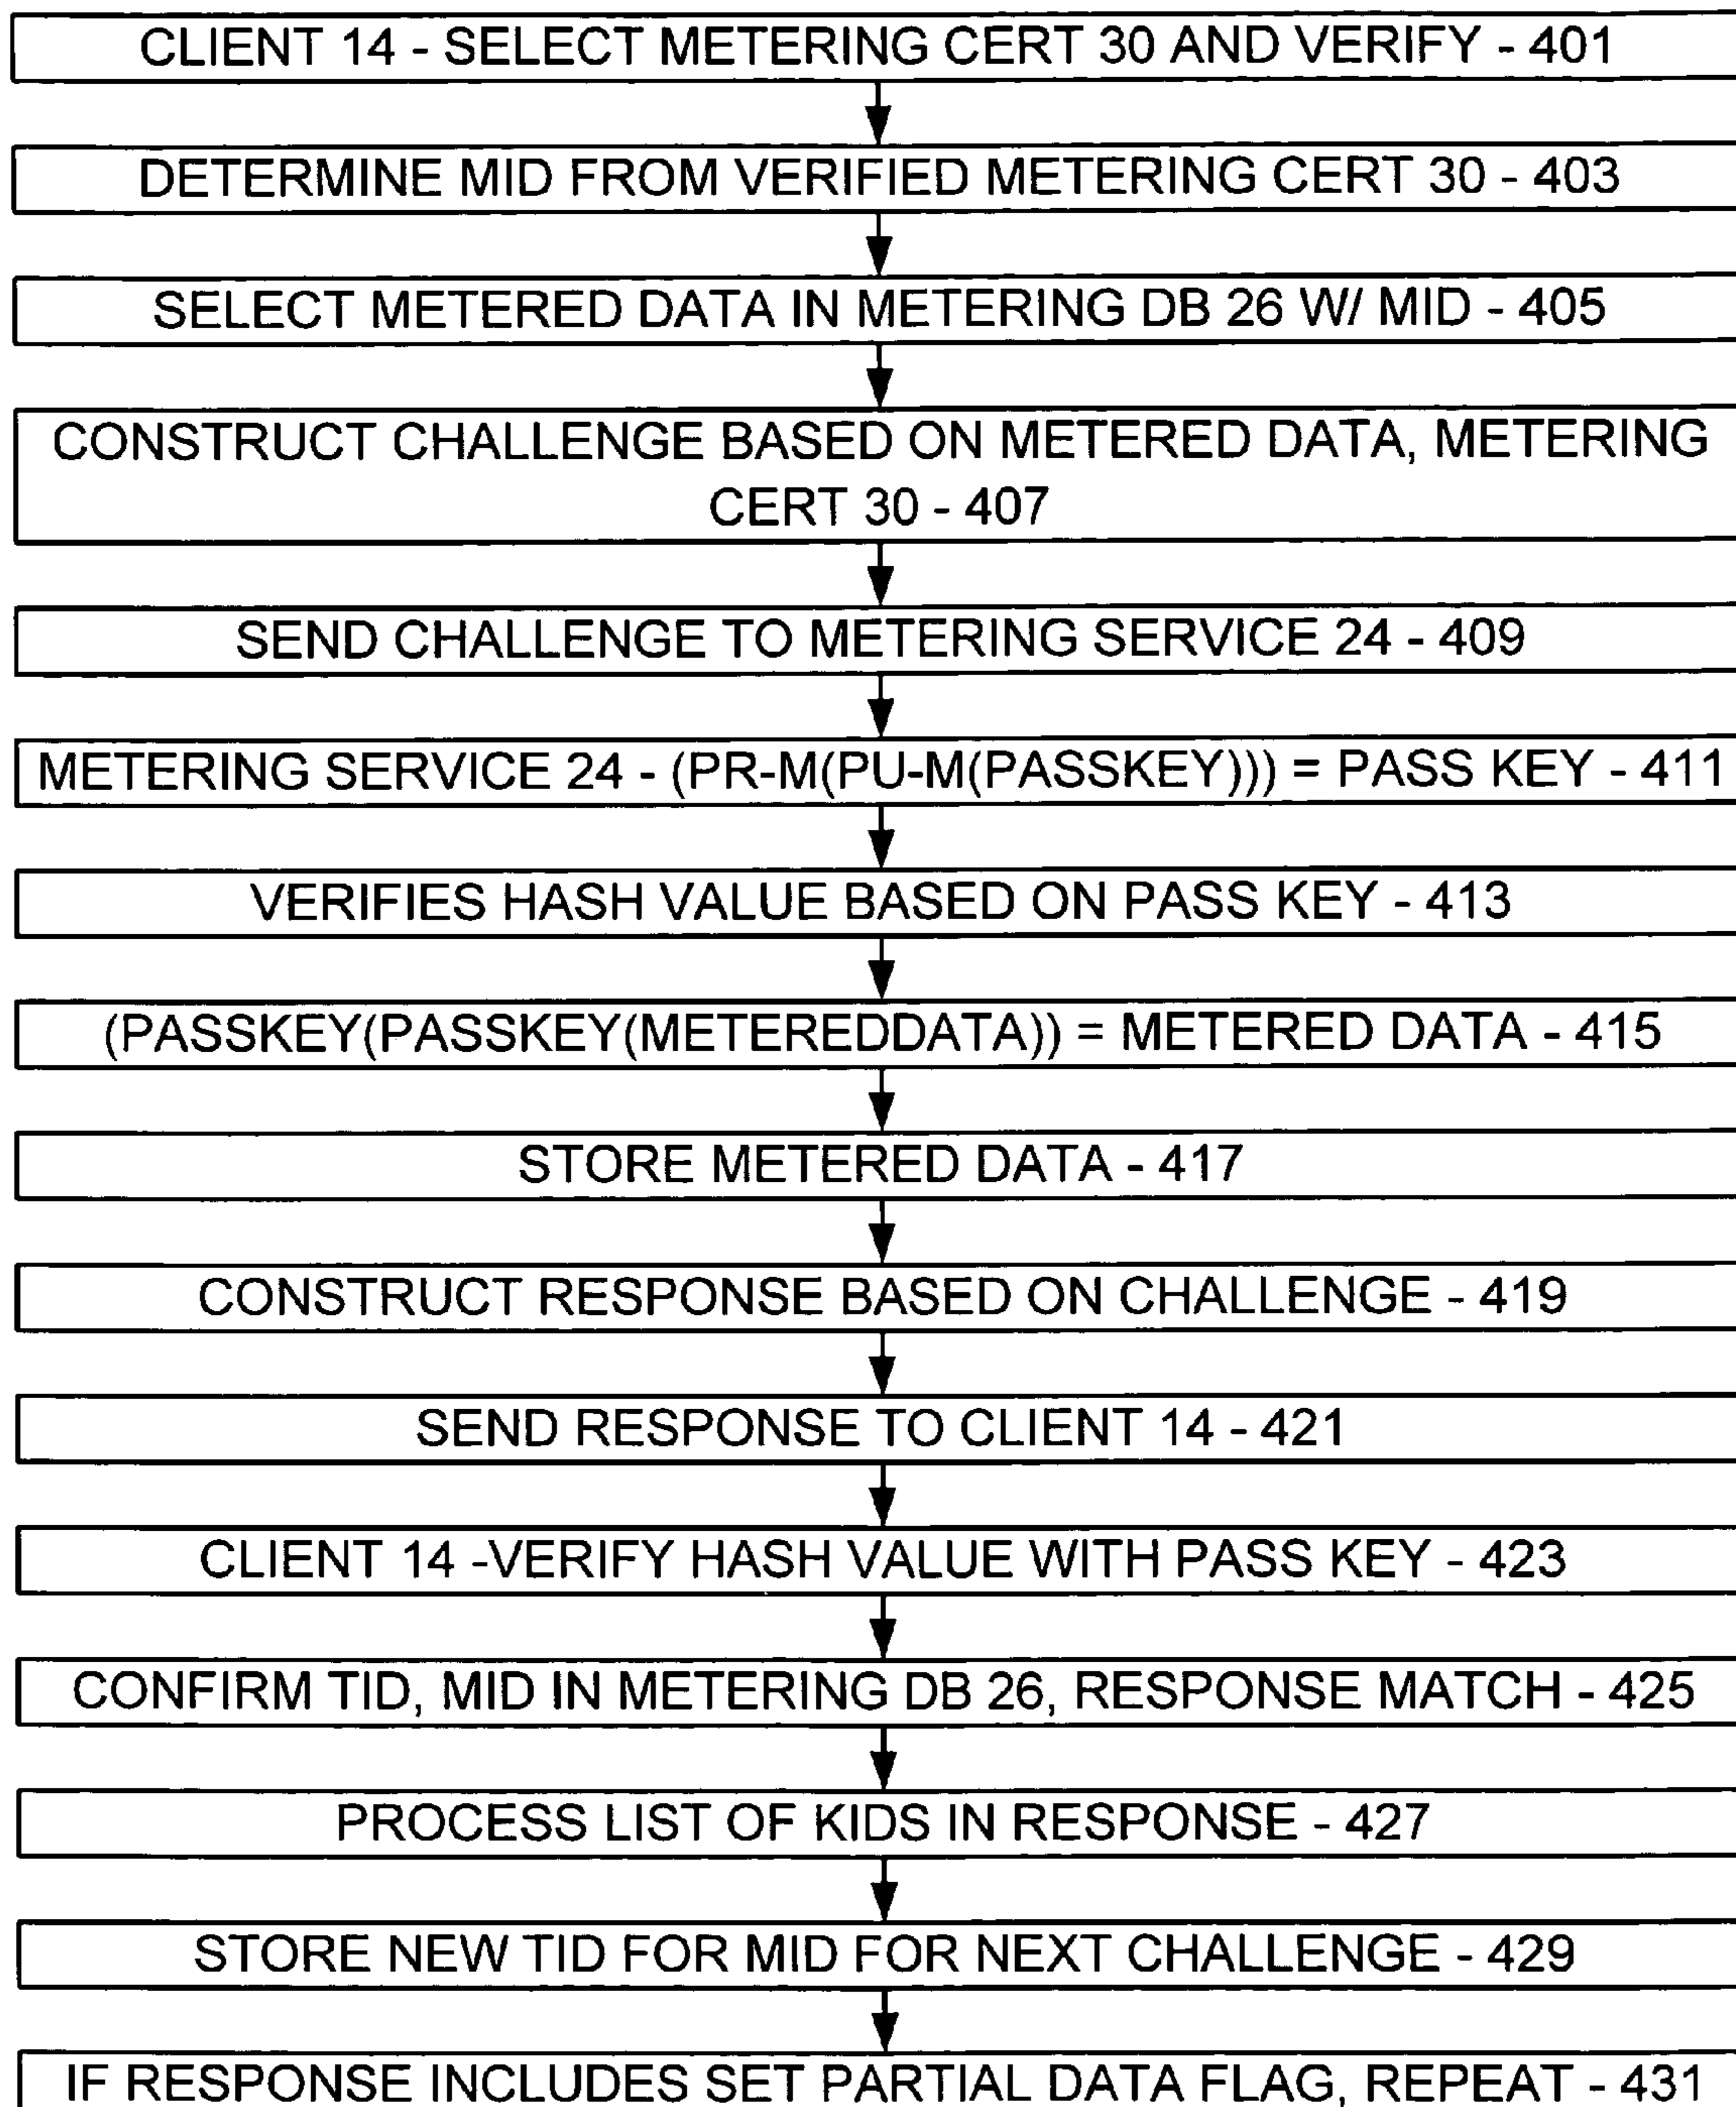 CLIENT 14 - SELECT METERING CERT 30 AND VERIFY - 401
DETERMINE MID FROM VERIFIED METERING CERT 30 - 403
SELECT METERED DATA IN METERING DB 26 W/ MID - 405
CONSTRUCT CHALLENGE BASED ON METERED DATA, METERING
CERT 30 - 407
SEND CHALLENGE TO METERING SERVICE 24 - 409
METERING SERVICE 24 - (PR-M(PU-M(PASSKEY))) = PASS KEY - 411
VERIFIES HASH VALUE BASED ON PASS KEY - 413
(PASSKEY(PASSKEY(METEREDDATA)) = METERED DATA - 415
STORE METERED DATA - 417
CONSTRUCT RESPONSE BASED ON CHALLENGE - 419
SEND RESPONSE TO CLIENT 14 - 421
CLIENT 14 -VERIFY HASH VALUE WITH PASS KEY - 423
CONFIRM TID, MID IN METERING DB 26, RESPONSE MATCH - 425
PROCESS LIST OF KIDS IN RESPONSE - 427
STORE NEW TID FOR MID FOR NEXT CHALLENGE - 429
IF RESPONSE INCLUDES SET PARTIAL DATA FLAG, REPEAT - 431